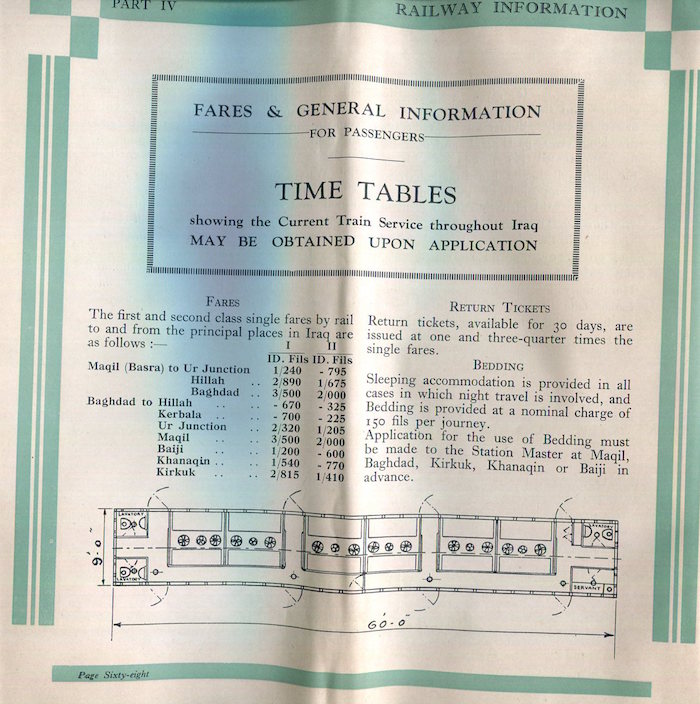 PART IV
RAILWAY INFORMATION
FARES & GENERAL INFORMATION
FOR PASSENGERS
TIME TABLES
showing the Current Train Service throughout Iraq
MAY BE OBTAINED UPON APPLICATION
FARES
The first and second class single fares by rail
to and from the principal places in Iraq are
as follows :—
I II
ID. Fils ID. Fils
Maqil (Basra) to Ur Junction 1/240 - 795
Hillah .. 2/890 1/675
Baghdad .. 3/500 2/000
Baghdad to Hillah .. .. - 670 - 325
Kerbala .. .. - 700 - 225
Ur Junction .. 2/320 1/205
Maqil .. .. 3/500 2/000
Baiji .. .. 1/200 - 600
Khanaqin .. .. 1/540 - 770
Kirkuk .. .. 2/815 1/410
RETURN TICKETS
Return tickets, available for 30 days, are
issued at one and three-quarter times the
single fares.
BEDDING
Sleeping accommodation is provided in all
cases in which night travel is involved, and
Bedding is provided at a nominal charge of
150 fils per journey.
Application for the use of Bedding must
be made to the Station Master at Maqil,
Baghdad, Kirkuk, Khanaqin or Baiji in
advance.
LAVATORY
LAVATORY
9'-0"
LAVATORY
SERVANT
60'-0"
Page Sixty-eight